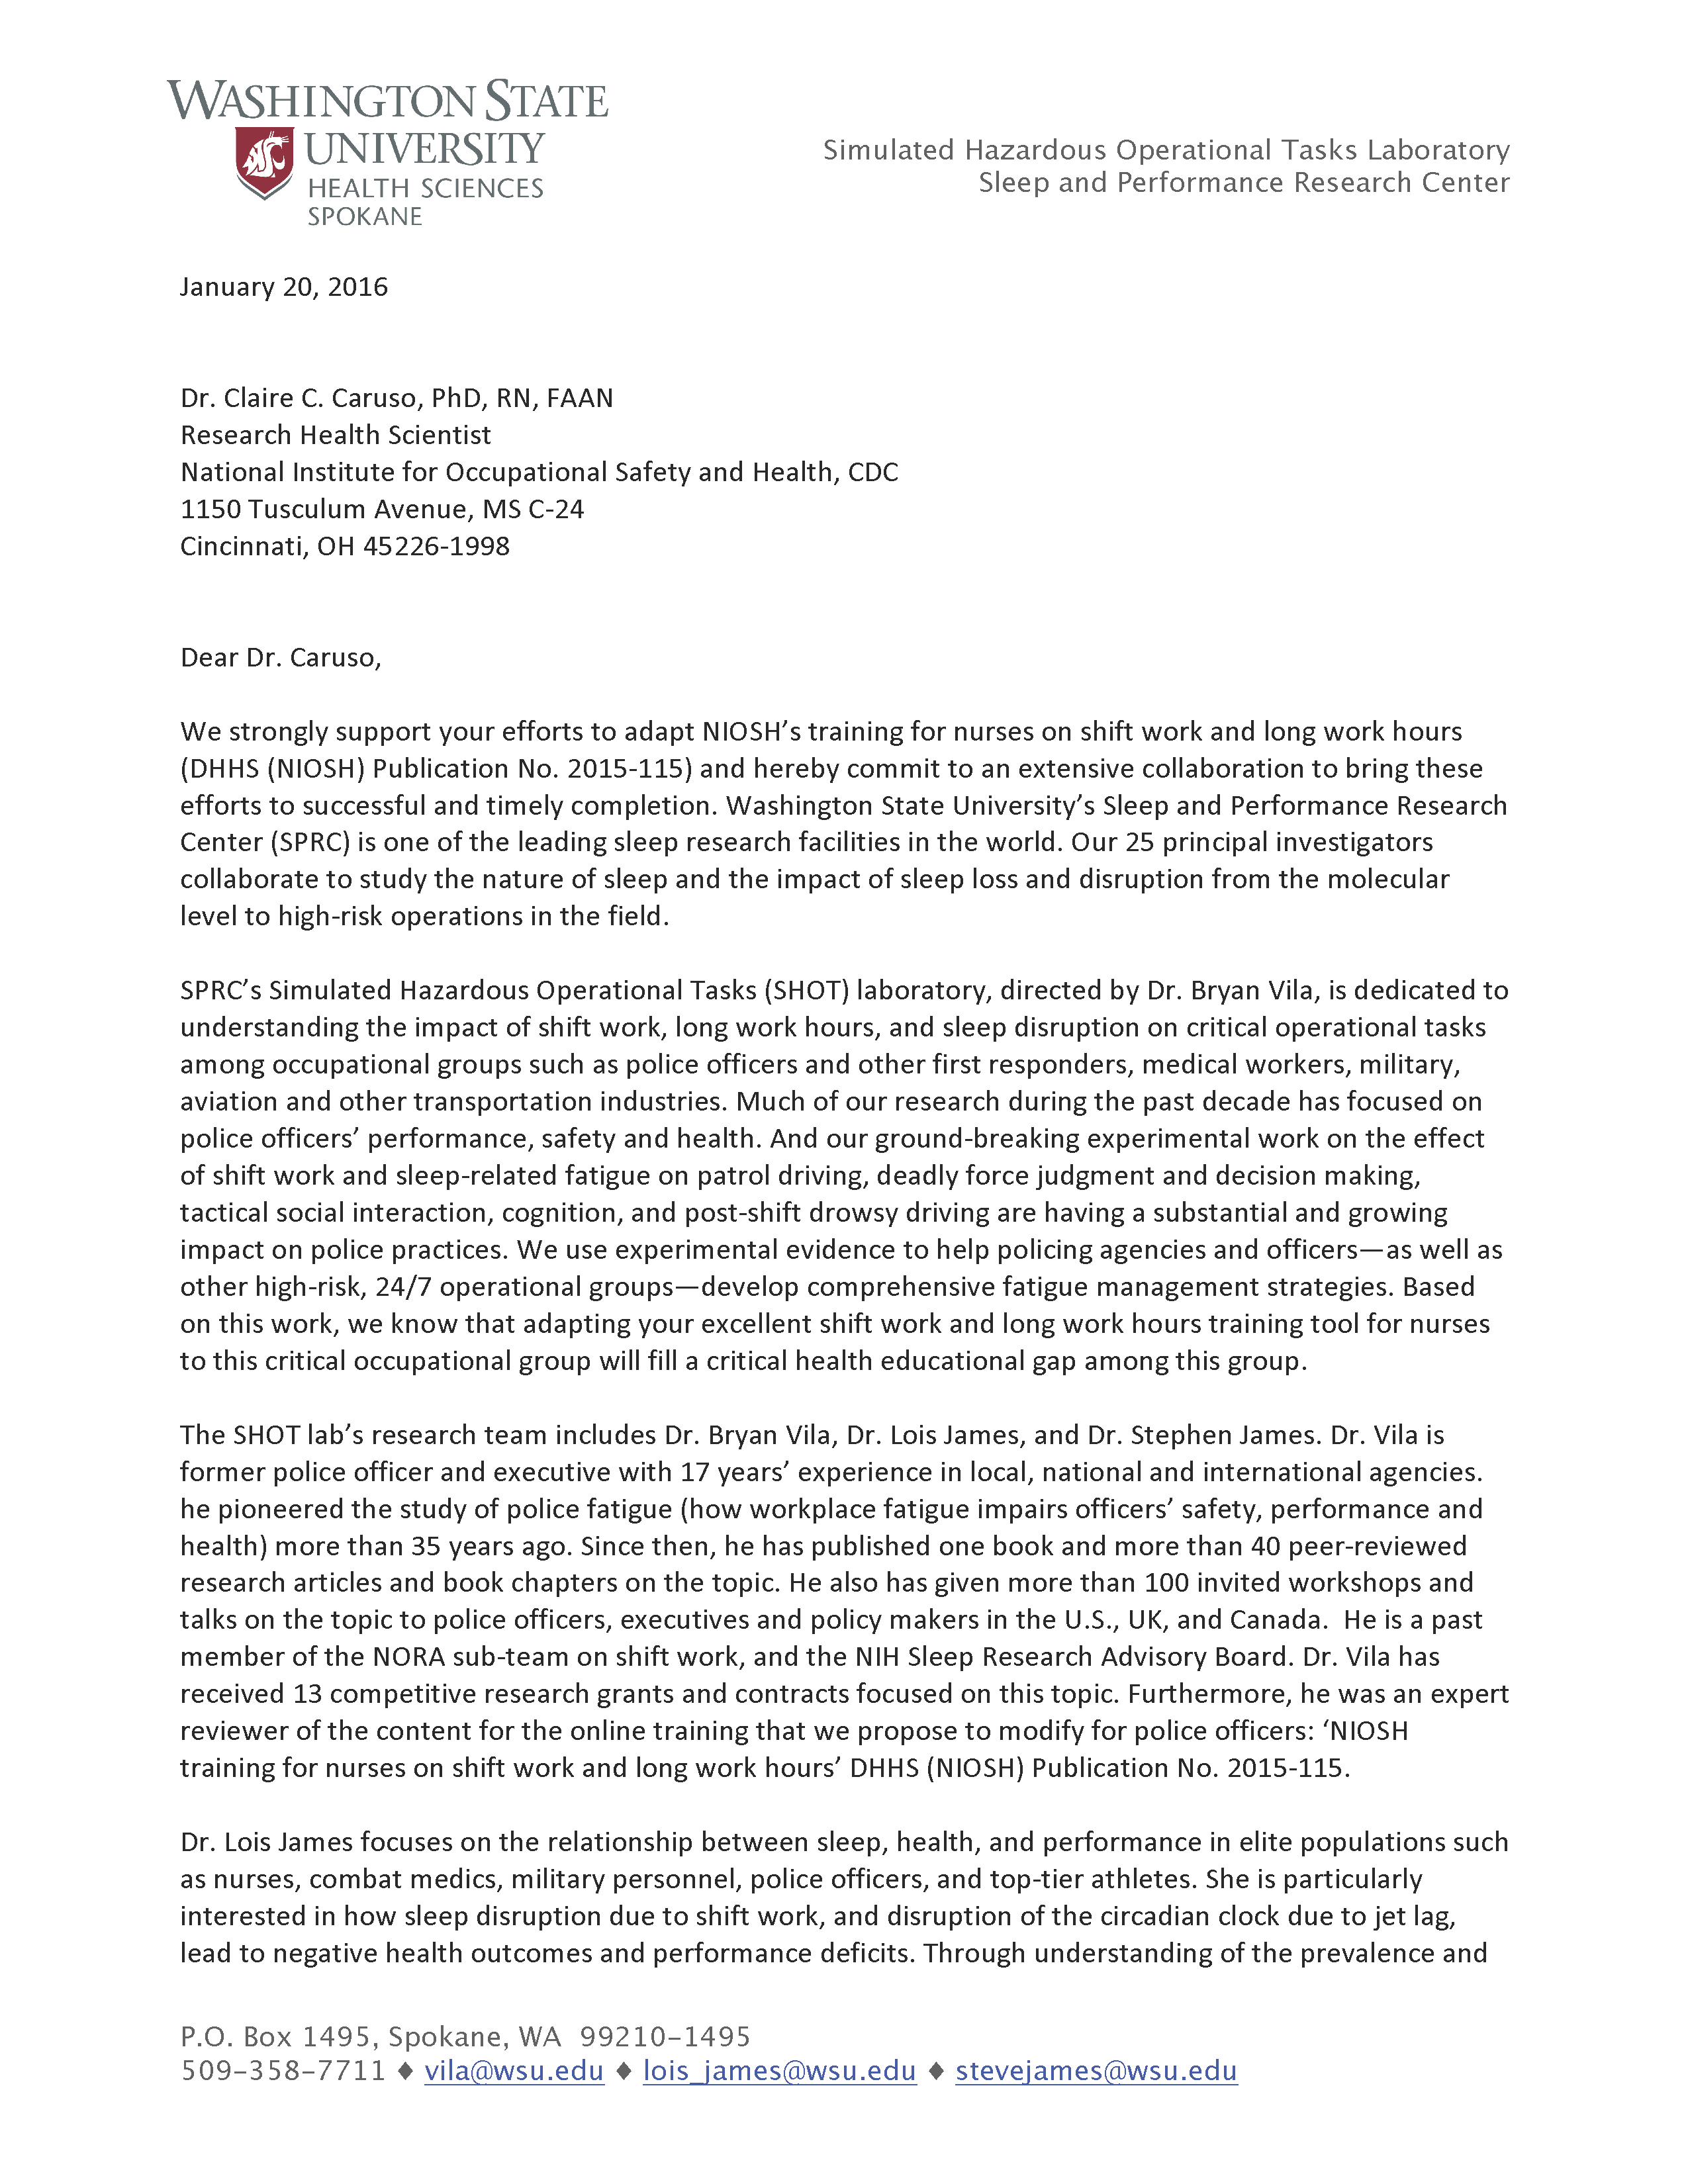 WASHINGTON STATE
UNIVERSITY
HEALTH SCIENCES
SPOKANE
Simulated Hazardous Operational Tasks Laboratory
Sleep and Performance Research Center
January 20, 2016
Dr. Claire C. Caruso, PhD, RN, FAAN
Research Health Scientist
National Institute for Occupational Safety and Health, CDC
1150 Tusculum Avenue, MS C-24
Cincinnati, OH 45226-1998
Dear Dr. Caruso,
We strongly support your efforts to adapt NIOSH’s training for nurses on shift work and long work hours
(DHHS (NIOSH) Publication No. 2015-115) and hereby commit to an extensive collaboration to bring these
efforts to successful and timely completion. Washington State University’s Sleep and Performance Research
Center (SPRC) is one of the leading sleep research facilities in the world. Our 25 principal investigators
collaborate to study the nature of sleep and the impact of sleep loss and disruption from the molecular
level to high-risk operations in the field.
SPRC’s Simulated Hazardous Operational Tasks (SHOT) laboratory, directed by Dr. Bryan Vila, is dedicated to
understanding the impact of shift work, long work hours, and sleep disruption on critical operational tasks
among occupational groups such as police officers and other first responders, medical workers, military,
aviation and other transportation industries. Much of our research during the past decade has focused on
police officers’ performance, safety and health. And our ground-breaking experimental work on the effect
of shift work and sleep-related fatigue on patrol driving, deadly force judgment and decision making,
tactical social interaction, cognition, and post-shift drowsy driving are having a substantial and growing
impact on police practices. We use experimental evidence to help policing agencies and officers—as well as
other high-risk, 24/7 operational groups—develop comprehensive fatigue management strategies. Based
on this work, we know that adapting your excellent shift work and long work hours training tool for nurses
to this critical occupational group will fill a critical health educational gap among this group.
The SHOT lab’s research team includes Dr. Bryan Vila, Dr. Lois James, and Dr. Stephen James. Dr. Vila is
former police officer and executive with 17 years’ experience in local, national and international agencies.
he pioneered the study of police fatigue (how workplace fatigue impairs officers’ safety, performance and
health) more than 35 years ago. Since then, he has published one book and more than 40 peer-reviewed
research articles and book chapters on the topic. He also has given more than 100 invited workshops and
talks on the topic to police officers, executives and policy makers in the U.S., UK, and Canada.  He is a past
member of the NORA sub-team on shift work, and the NIH Sleep Research Advisory Board. Dr. Vila has
received 13 competitive research grants and contracts focused on this topic. Furthermore, he was an expert
reviewer of the content for the online training that we propose to modify for police officers: ‘NIOSH
training for nurses on shift work and long work hours’ DHHS (NIOSH) Publication No. 2015-115.
Dr. Lois James focuses on the relationship between sleep, health, and performance in elite populations such
as nurses, combat medics, military personnel, police officers, and top-tier athletes. She is particularly
interested in how sleep disruption due to shift work, and disruption of the circadian clock due to jet lag,
lead to negative health outcomes and performance deficits. Through understanding of the prevalence and
P.O. Box 1495, Spokane, WA  99210-1495
509-358-7711 ♦ vila@wsu.edu ♦ lois_james@wsu.edu ♦ stevejames@wsu.edu